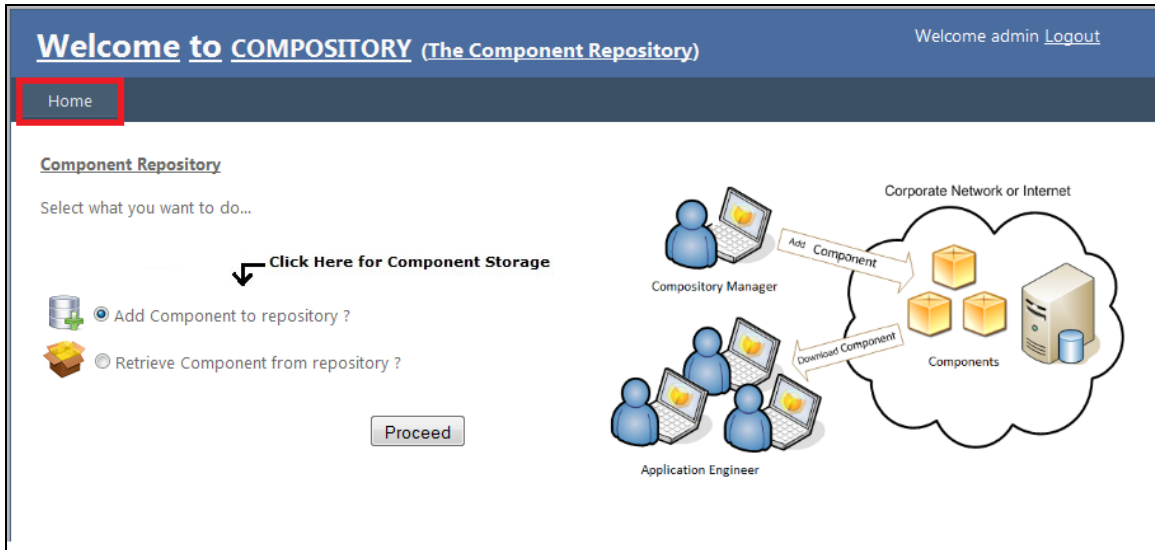 Welcome to COMPOSITORY (The Component Repository)
Welcome admin Logout
Home
Component Repository
Select what you want to do...
Click Here for Component Storage
Add Component to repository ?
Retrieve Component from repository ?
Proceed
Corporate Network or Internet
Add Component
Compository Manager
Download Component
Components
Application Engineer